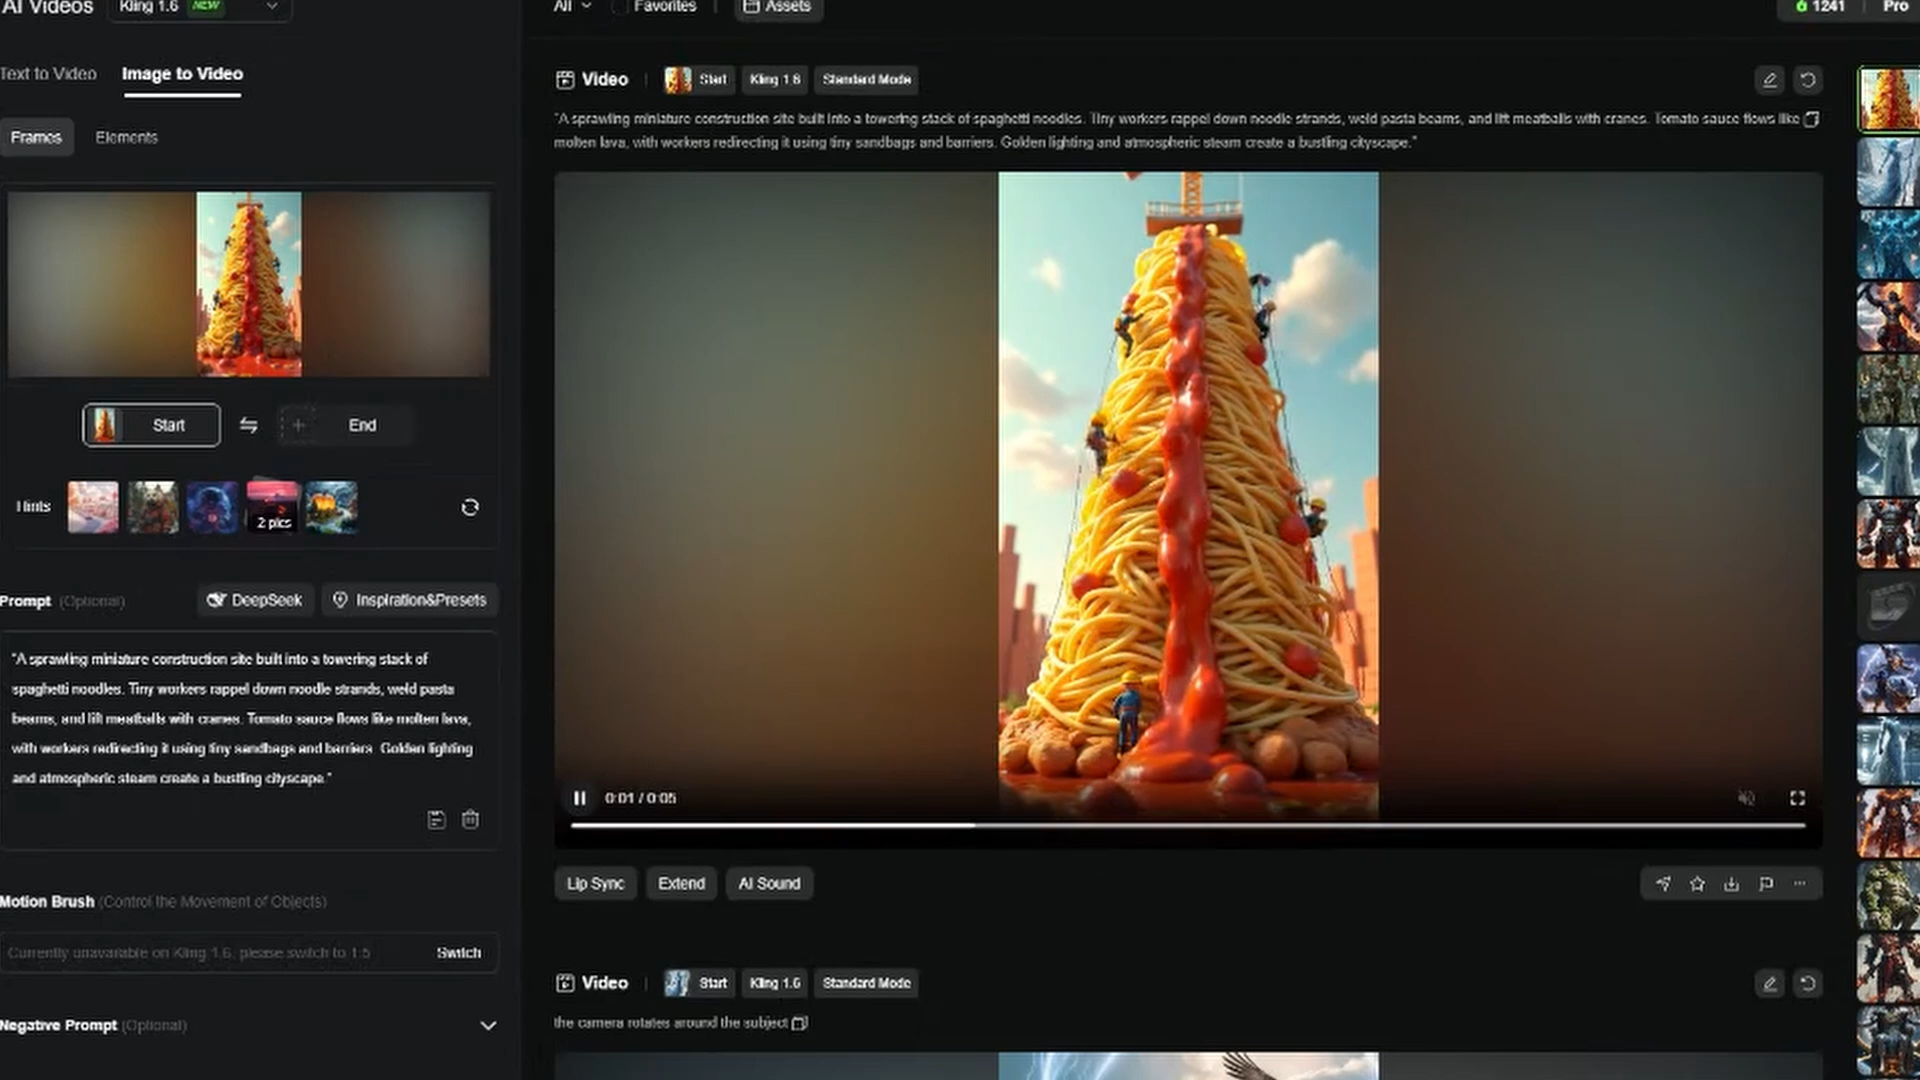 AI Videos
Kling 1.6 NEW
Text to Video
Image to Video
Frames
Elements
Start
End
Hints
2 pics
Prompt (Optional)
DeepSeek
Inspiration&Presets
"A sprawling miniature construction site built into a towering stack of
spaghetti noodles. Tiny workers rappel down noodle strands, weld pasta
beams, and lift meatballs with cranes. Tomato sauce flows like molten lava,
with workers redirecting it using tiny sandbags and barriers. Golden lighting
and atmospheric steam create a bustling cityscape."
Motion Brush (Control the Movement of Objects)
Currently unavailable on Kling 1.6, please switch to 1.5
Switch
Negative Prompt (Optional)
All
Favorites
Assets
1241
Pro
Video
Start
Kling 1.6
Standard Mode
"A sprawling miniature construction site built into a towering stack of spaghetti noodles. Tiny workers rappel down noodle strands, weld pasta beams, and lift meatballs with cranes. Tomato sauce flows like
molten lava, with workers redirecting it using tiny sandbags and barriers. Golden lighting and atmospheric steam create a bustling cityscape."
0:01 / 0:05
Lip Sync
Extend
AI Sound
Video
Start
Kling 1.6
Standard Mode
the camera rotates around the subject